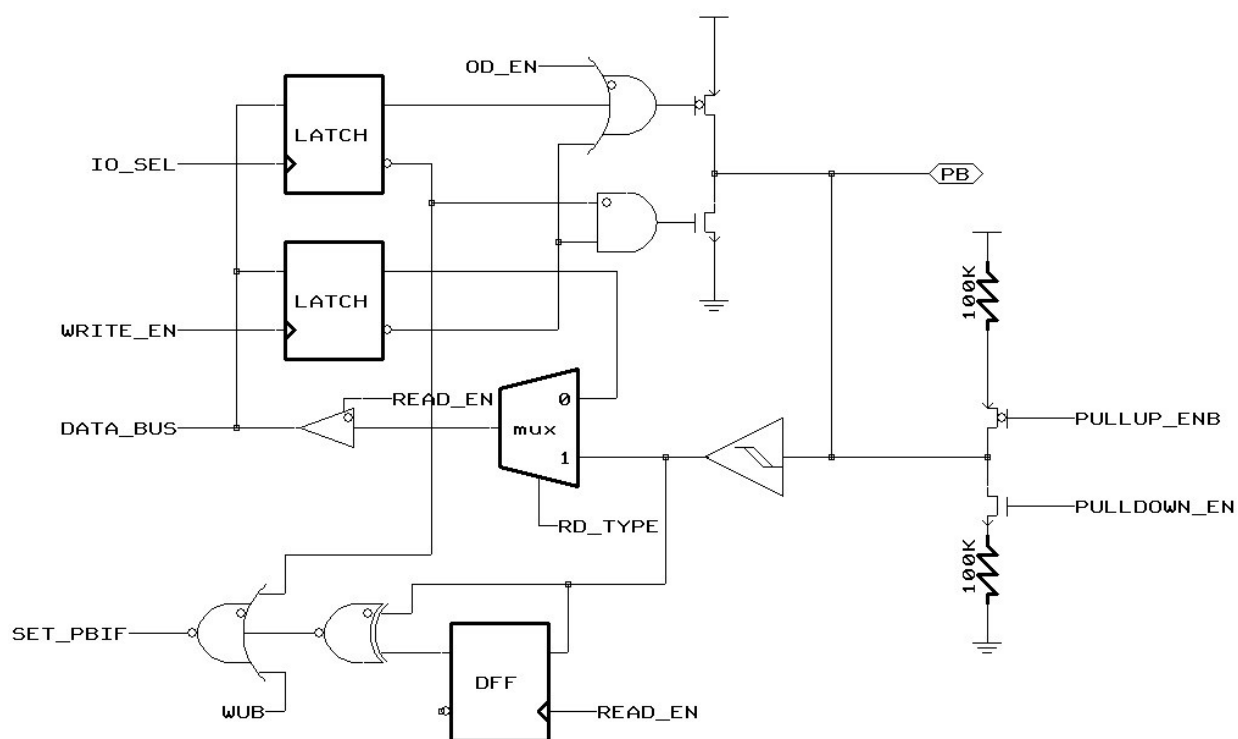 OD_EN
LATCH
IO_SEL
PB
LATCH
100K
WRITE_EN
READ_EN
0
DATA_BUS
mux
PULLUP_ENB
1
RD_TYPE
PULLDOWN_EN
100K
SET_PBIF
DFF
WUB
READ_EN